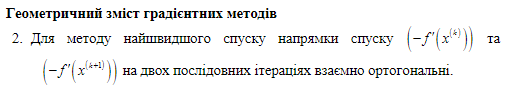 Геометричний зміст градієнтних методів
2. Для методу найшвидшого спуску напрямки спуску (−f′(x⁽ᵏ⁾)) та
(−f′(x⁽ᵏ⁺¹⁾)) на двох послідовних ітераціях взаємно ортогональні.